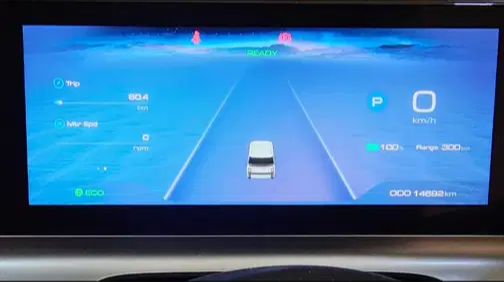 READY
Trip
60.4
km
Mtr Spd
0
rpm
P
0
km/h
100%
Range 300km
ECO
ODO 14692km